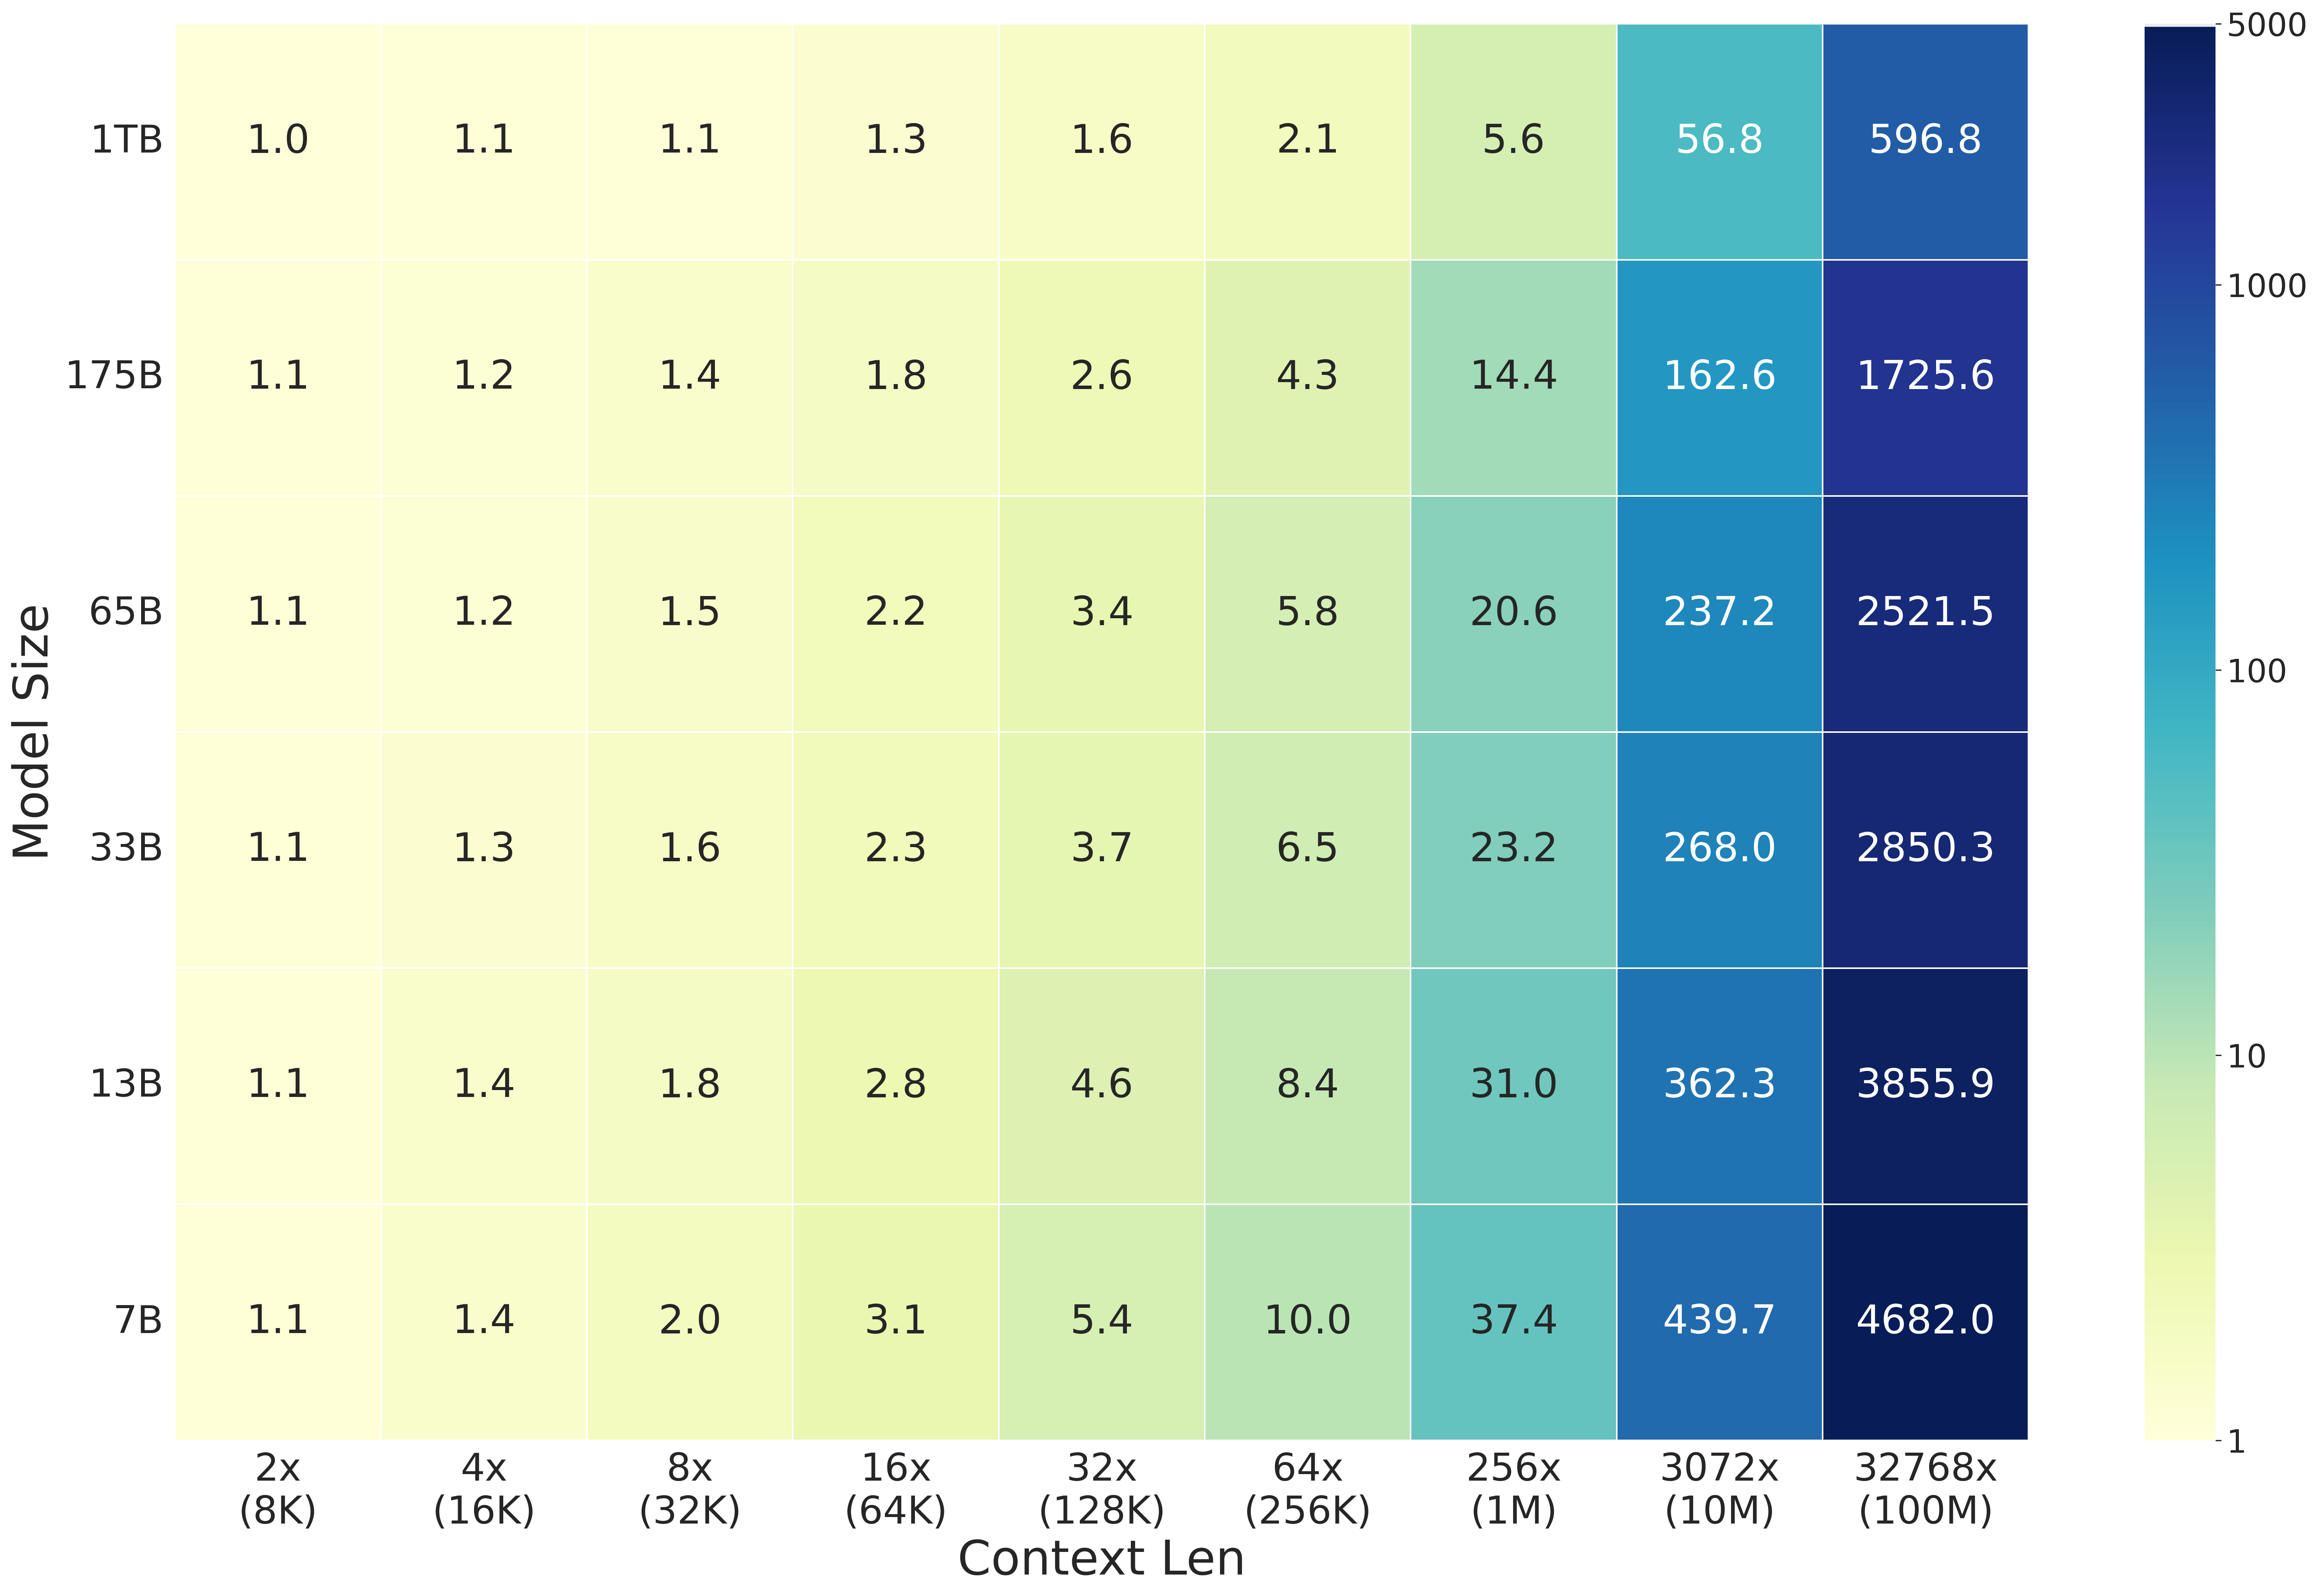 1TB 1.0 1.1 1.1 1.3 1.6 2.1 5.6 56.8 596.8
175B 1.1 1.2 1.4 1.8 2.6 4.3 14.4 162.6 1725.6
65B 1.1 1.2 1.5 2.2 3.4 5.8 20.6 237.2 2521.5
33B 1.1 1.3 1.6 2.3 3.7 6.5 23.2 268.0 2850.3
13B 1.1 1.4 1.8 2.8 4.6 8.4 31.0 362.3 3855.9
7B 1.1 1.4 2.0 3.1 5.4 10.0 37.4 439.7 4682.0
2x 4x 8x 16x 32x 64x 256x 3072x 32768x
(8K) (16K) (32K) (64K) (128K) (256K) (1M) (10M) (100M)
Context Len
Model Size
5000
1000
100
10
1